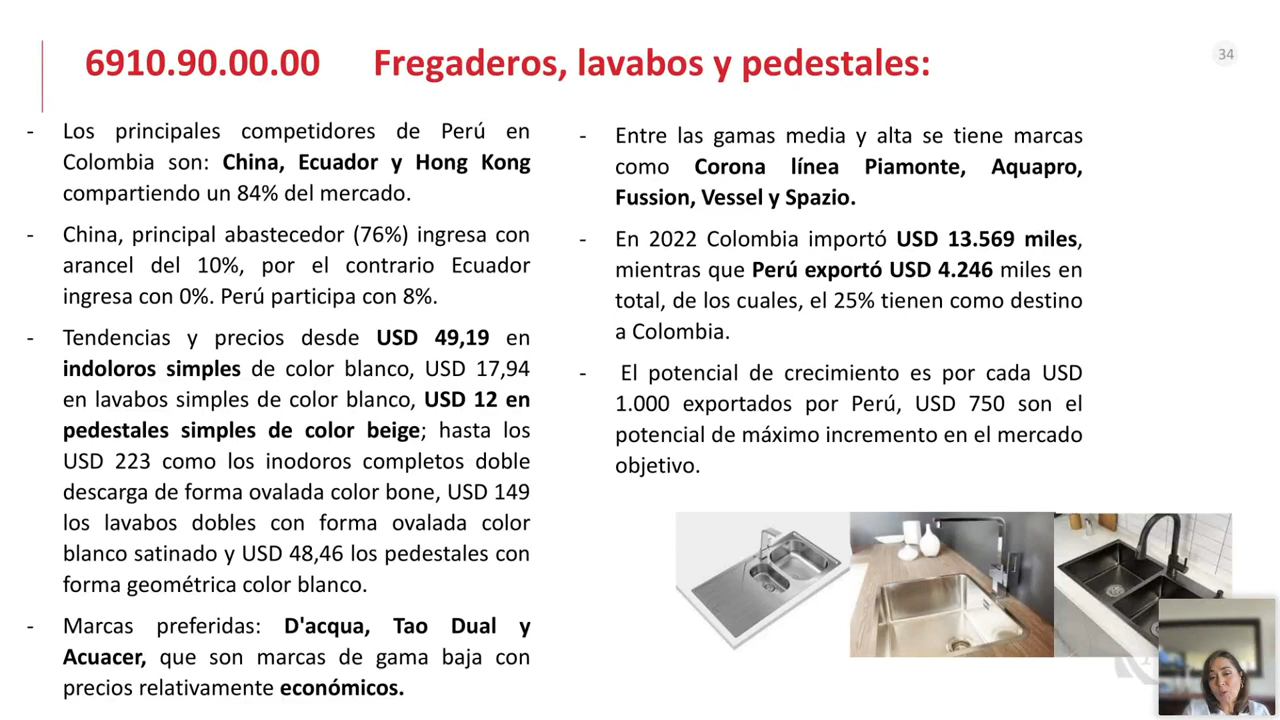 6910.90.00.00 Fregaderos, lavabos y pedestales:
34
- Los principales competidores de Perú en
Colombia son: China, Ecuador y Hong Kong
compartiendo un 84% del mercado.
- China, principal abastecedor (76%) ingresa con
arancel del 10%, por el contrario Ecuador
ingresa con 0%. Perú participa con 8%.
- Tendencias y precios desde USD 49,19 en
indoloros simples de color blanco, USD 17,94
en lavabos simples de color blanco, USD 12 en
pedestales simples de color beige; hasta los
USD 223 como los inodoros completos doble
descarga de forma ovalada color bone, USD 149
los lavabos dobles con forma ovalada color
blanco satinado y USD 48,46 los pedestales con
forma geométrica color blanco.
- Marcas preferidas: D'acqua, Tao Dual y
Acuacer, que son marcas de gama baja con
precios relativamente económicos.
- Entre las gamas media y alta se tiene marcas
como Corona línea Piamonte, Aquapro,
Fussion, Vessel y Spazio.
- En 2022 Colombia importó USD 13.569 miles,
mientras que Perú exportó USD 4.246 miles en
total, de los cuales, el 25% tienen como destino
a Colombia.
- El potencial de crecimiento es por cada USD
1.000 exportados por Perú, USD 750 son el
potencial de máximo incremento en el mercado
objetivo.